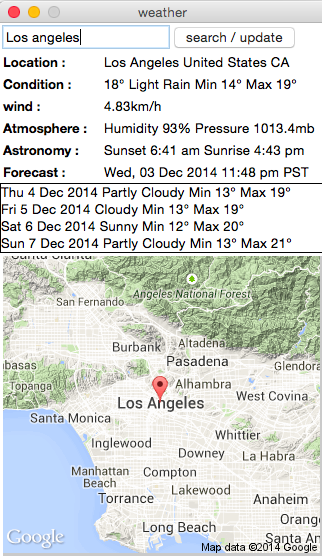 weather
Los angeles search / update
Location : Los Angeles United States CA
Condition : 18° Light Rain Min 14° Max 19°
wind : 4.83km/h
Atmosphere : Humidity 93% Pressure 1013.4mb
Astronomy : Sunset 6:41 am Sunrise 4:43 pm
Forecast : Wed, 03 Dec 2014 11:48 pm PST
Thu 4 Dec 2014 Partly Cloudy Min 13° Max 19°
Fri 5 Dec 2014 Cloudy Min 13° Max 19°
Sat 6 Dec 2014 Sunny Min 12° Max 20°
Sun 7 Dec 2014 Partly Cloudy Min 13° Max 21°
Angeles National Forest
San Fernando
Burbank
Altadena
Pasadena
Topanga
Alhambra
Los Angeles
West Covina
Santa Monica
Inglewood
Whittier
Downey
La Habra
Manhattan
Beach
Compton
Lakewood
Torrance
Anaheim
Long Beach
Google
Map data ©2014 Google